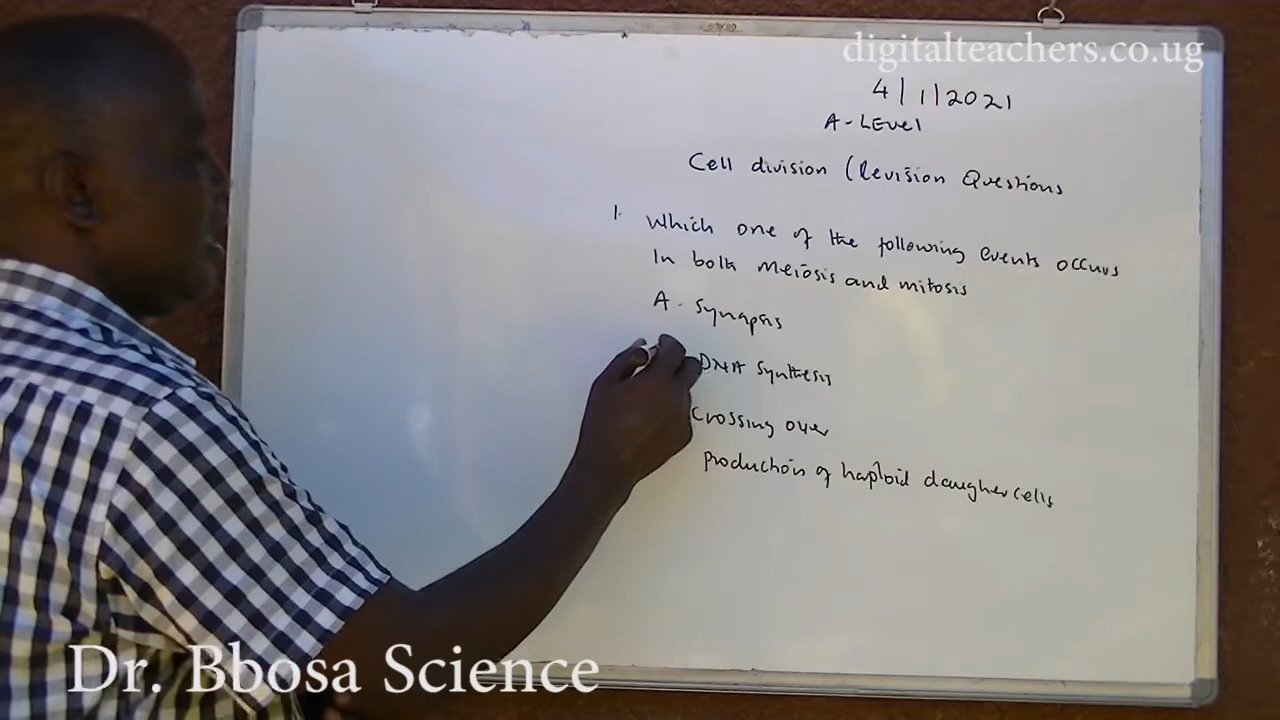 digitalteachers.co.ug
4/1/2021
A-LEvel
Cell division (Revision Questions
1. Which one of the following events occurs
In both Meiosis and mitosis
A - Synapsis
DNA Synthesis
Crossing over
production of haploid daughter cells
Dr. Bbosa Science